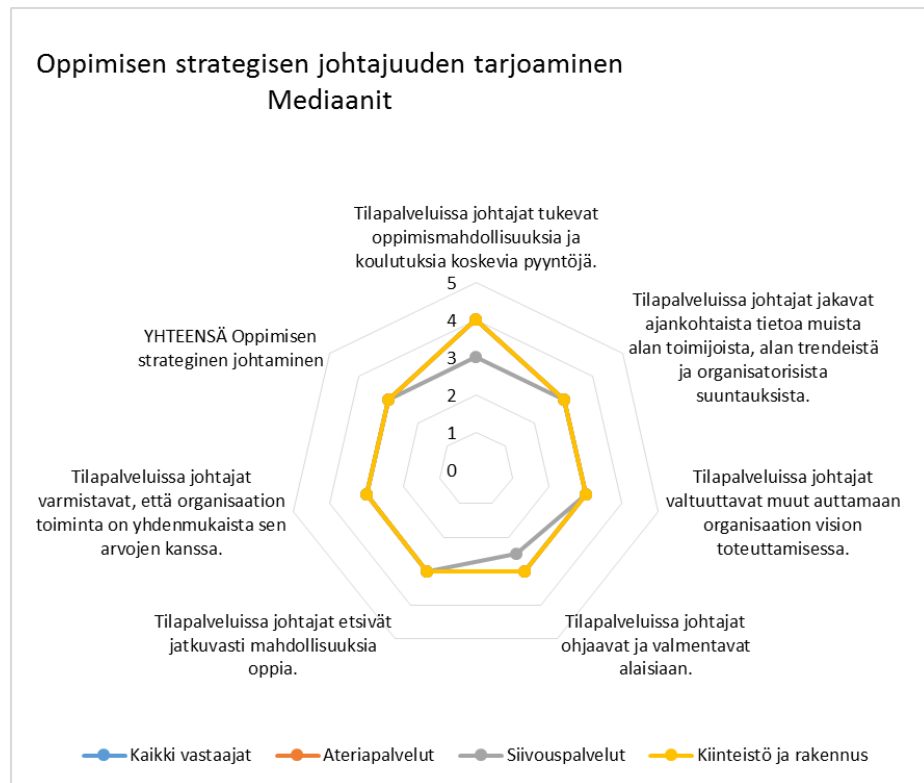 Oppimisen strategisen johtajuuden tarjoaminen
Mediaanit
Tilapalveluissa johtajat tukevat
oppimismahdollisuuksia ja
koulutuksia koskevia pyyntöjä.
Tilapalveluissa johtajat jakavat
ajankohtaista tietoa muista
alan toimijoista, alan trendeistä
ja organisatorisista
suuntauksista.
Tilapalveluissa johtajat
valtuuttavat muut auttamaan
organisaation vision
toteuttamisessa.
Tilapalveluissa johtajat
ohjaavat ja valmentavat
alaisiaan.
Tilapalveluissa johtajat etsivät
jatkuvasti mahdollisuuksia
oppia.
Tilapalveluissa johtajat
varmistavat, että organisaation
toiminta on yhdenmukaista sen
arvojen kanssa.
YHTEENSÄ Oppimisen
strateginen johtaminen
5
4
3
2
1
0
Kaikki vastaajat
Ateriapalvelut
Siivouspalvelut
Kiinteistö ja rakennus